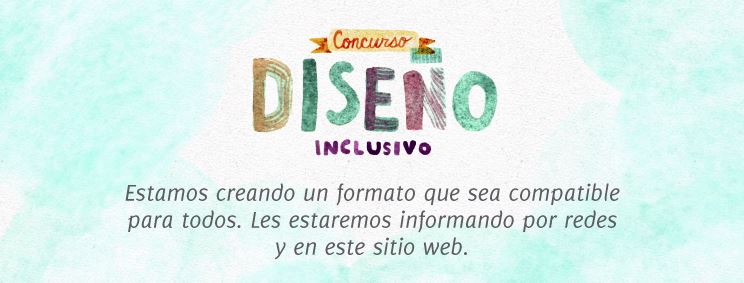 Concurso
DISEÑO
INCLUSIVO
Estamos creando un formato que sea compatible
para todos. Les estaremos informando por redes
y en este sitio web.